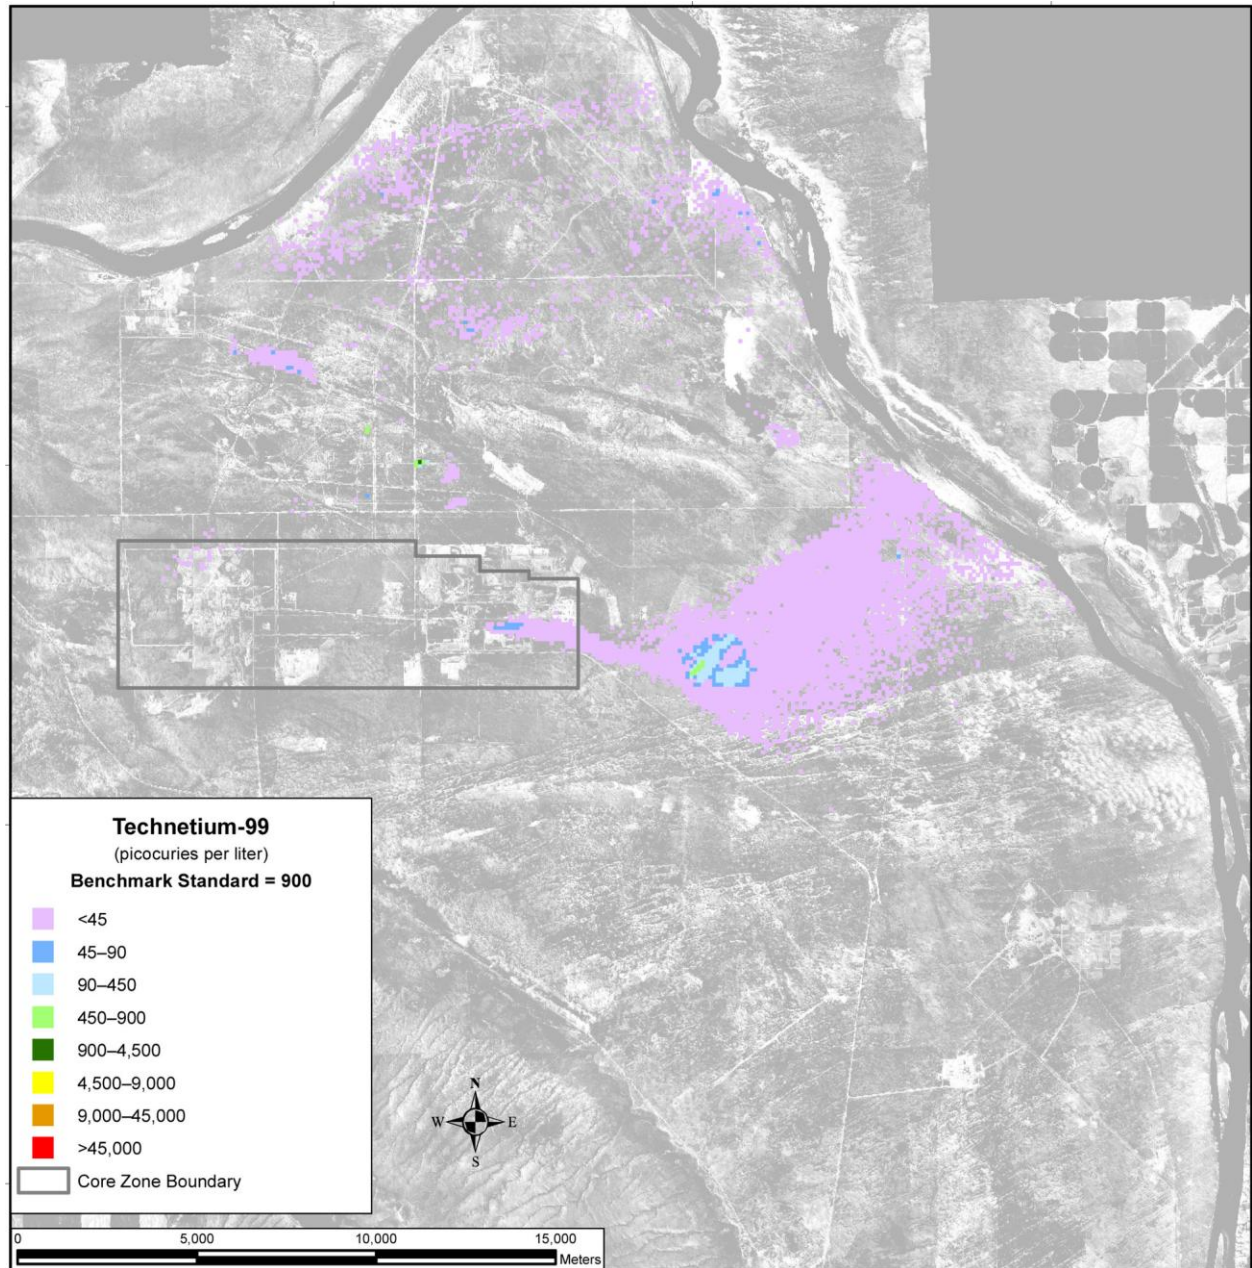 N
W E
S
Technetium-99
(picocuries per liter)
Benchmark Standard = 900
<45
45–90
90–450
450–900
900–4,500
4,500–9,000
9,000–45,000
>45,000
Core Zone Boundary
0 5,000 10,000 15,000
Meters